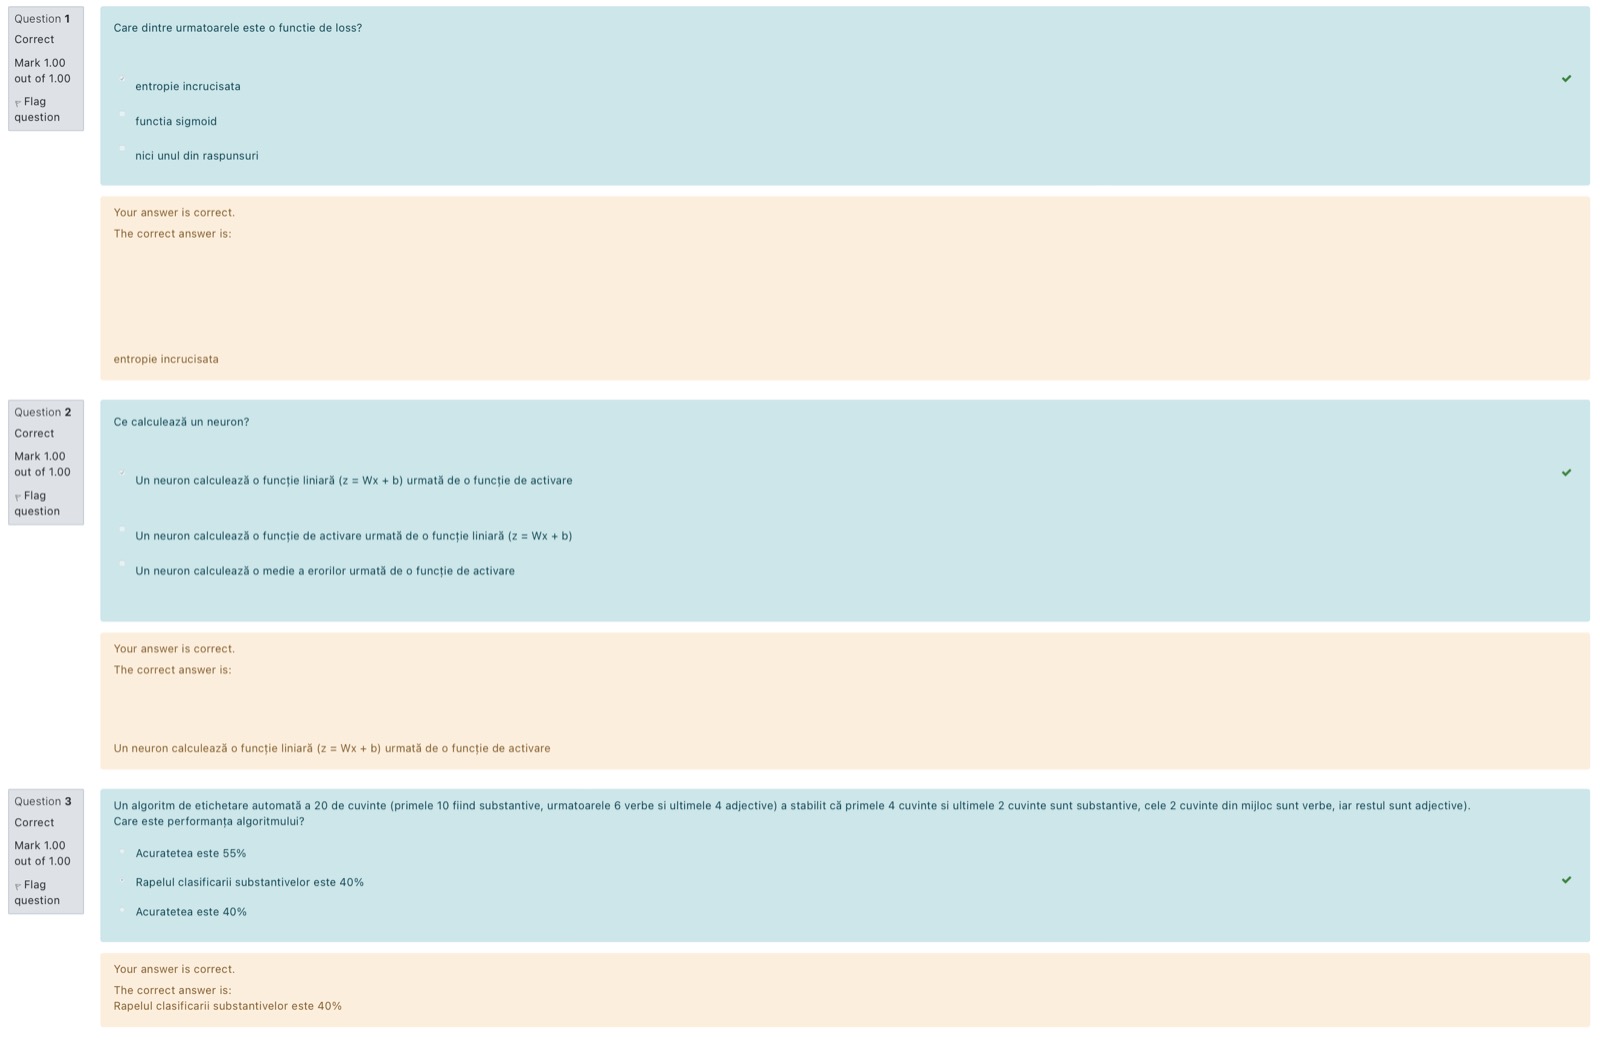 Question 1
Correct
Mark 1.00
out of 1.00
Flag
question
Care dintre urmatoarele este o functie de loss?
entropie incrucisata
functia sigmoid
nici unul din raspunsuri
Your answer is correct.
The correct answer is:
entropie incrucisata
Question 2
Correct
Mark 1.00
out of 1.00
Flag
question
Ce calculează un neuron?
Un neuron calculează o funcție liniară (z = Wx + b) urmată de o funcție de activare
Un neuron calculează o funcție de activare urmată de o funcție liniară (z = Wx + b)
Un neuron calculează o medie a erorilor urmată de o funcție de activare
Your answer is correct.
The correct answer is:
Un neuron calculează o funcție liniară (z = Wx + b) urmată de o funcție de activare
Question 3
Correct
Mark 1.00
out of 1.00
Flag
question
Un algoritm de etichetare automată a 20 de cuvinte (primele 10 fiind substantive, urmatoarele 6 verbe si ultimele 4 adjective) a stabilit că primele 4 cuvinte si ultimele 2 cuvinte sunt substantive, cele 2 cuvinte din mijloc sunt verbe, iar restul sunt adjective).
Care este performanța algoritmului?
Acuratetea este 55%
Rapelul clasificarii substantivelor este 40%
Acuratetea este 40%
Your answer is correct.
The correct answer is:
Rapelul clasificarii substantivelor este 40%